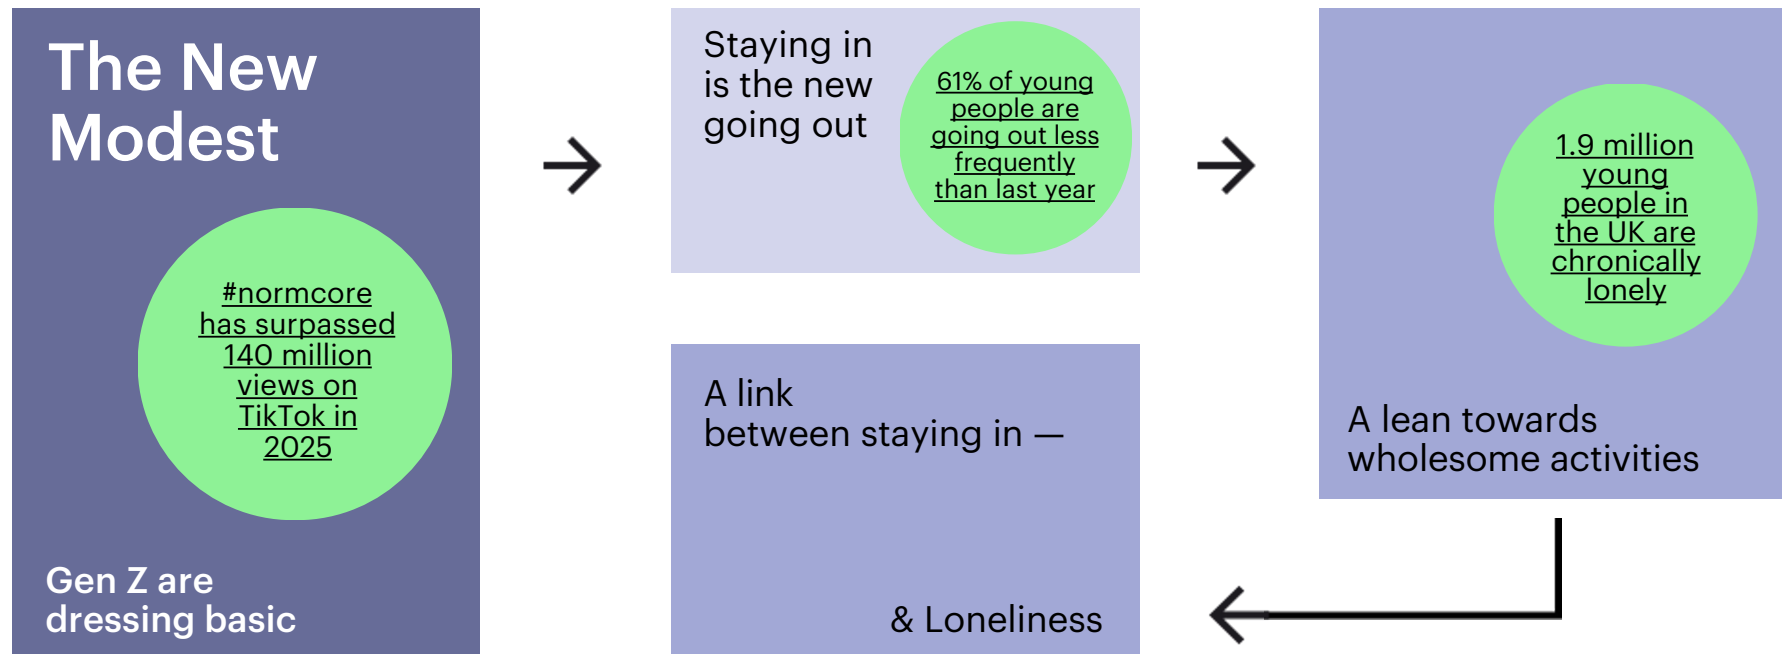 The New
Modest
#normcore
has surpassed
140 million
views on
TikTok in
2025
Gen Z are
dressing basic
Staying in
is the new
going out
61% of young
people are
going out less
frequently
than last year
1.9 million
young
people in
the UK are
chronically
lonely
A lean towards
wholesome activities
A link
between staying in —
& Loneliness